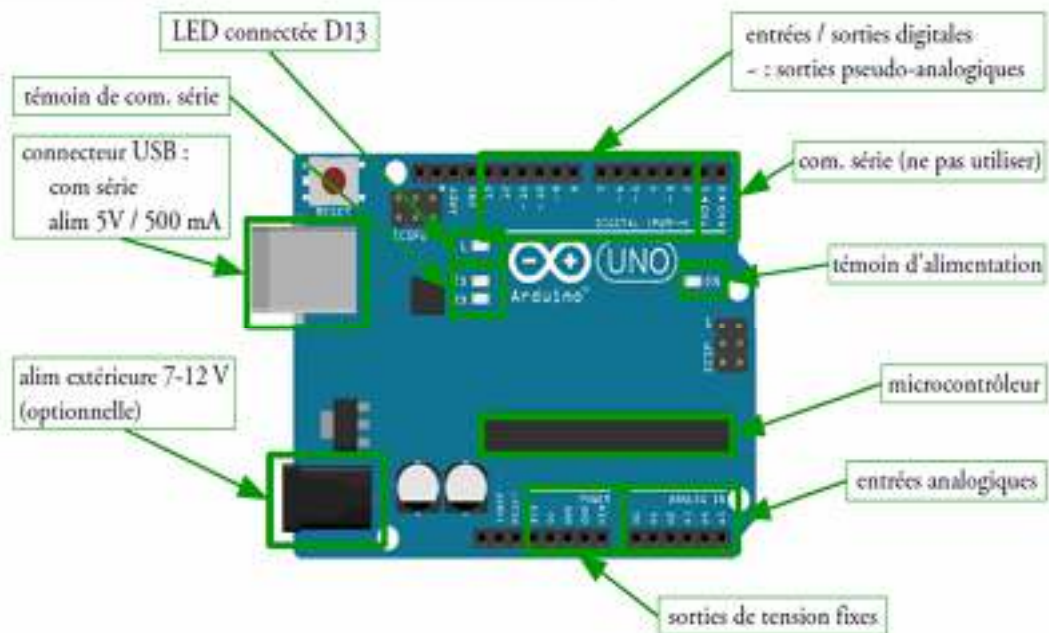 LED connectée D13
entrées / sorties digitales
~ : sorties pseudo-analogiques
témoin de com. série
connecteur USB :
com série
alim 5V / 500 mA
com. série (ne pas utiliser)
RESET
DIGITAL (PWM~)
L
UNO
Arduino
ON
témoin d'alimentation
alim extérieure 7-12 V
(optionnelle)
microcontrôleur
entrées analogiques
POWER
ANALOG IN
sorties de tension fixes